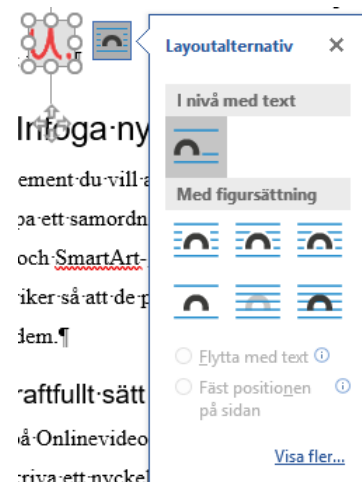 µ.
Layoutalternativ
I nivå med text
Med figursättning
Flytta med text
Fäst positionen
på sidan
Visa fler...
Infoga·ny
ement·du·vill·a
pa·ett·samordn
och·SmartArt-
iker·så·att·de·p
dem.¶
raftfullt·sätt
å·Onlinevideo
riva·ett·nyckel